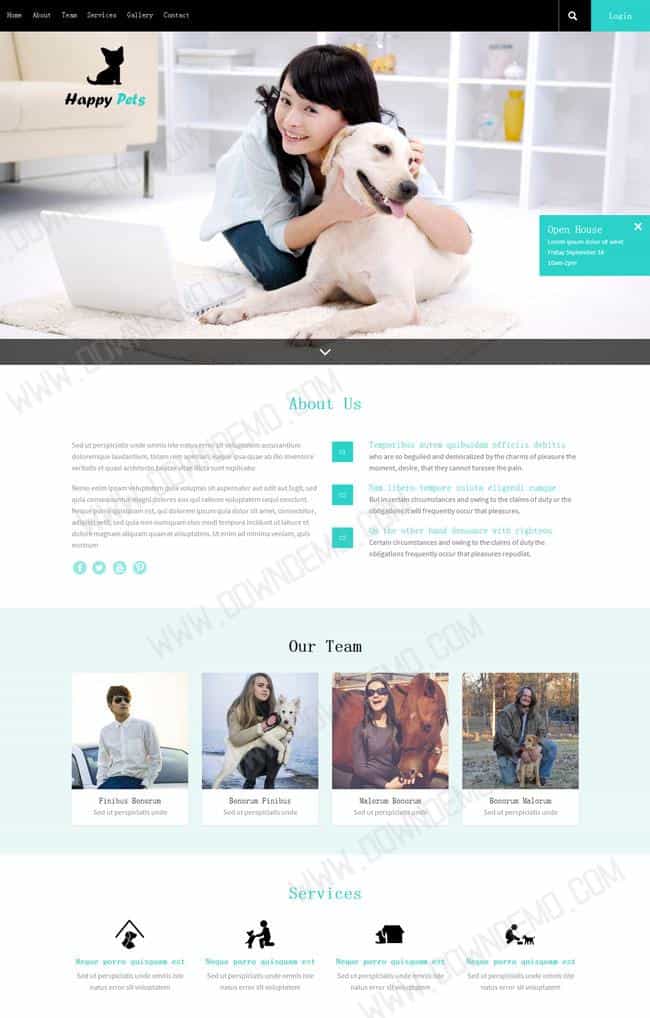 Home About Team Services Gallery Contact
Login
Happy Pets
Open House
Lorem ipsum dolor sit amet
Friday September 16
10am-2pm
WWW.DOWNDEMO.COM
About Us
Sed ut perspiciatis unde omnis iste natus error sit voluptatem accusantium
doloremque laudantium, totam rem aperiam, eaque ipsa quae ab illo inventore
veritatis et quasi architecto beatae vitae dicta sunt explicabo
Nemo enim ipsam voluptatem quia voluptas sit aspernatur aut odit aut fugit, sed
quia consequuntur magni dolores eos qui ratione voluptatem sequi nesciunt.
Neque porro quisquam est, qui dolorem ipsum quia dolor sit amet, consectetur,
adipisci velit, sed quia non numquam eius modi tempora incidunt ut labore et
dolore magnam aliquam quaerat voluptatem. Ut enim ad minima veniam, quis
nostrum
01
Temporibus autem quibusdam officiis debitis
who are so beguiled and demoralized by the charms of pleasure the
moment, desire, that they cannot foresee the pain.
02
Nam libero tempore soluta eligendi cumque
But in certain circumstances and owing to the claims of duty or the
obligations it will frequently occur that pleasures.
03
On the other hand denounce with righteou
Certain circumstances and owing to the claims of duty the
obligations frequently occur that pleasures repudiat.
WWW.DOWNDEMO.COM
Our Team
Finibus Bonorum
Sed ut perspiciatis unde
Bonorum Finibus
Sed ut perspiciatis unde
Malorum Bonorum
Sed ut perspiciatis unde
Bonorum Malorum
Sed ut perspiciatis unde
WWW.DOWNDEMO.COM
Services
Neque porro quisquam est
Sed ut perspiciatis unde omnis iste
natus error sit voluptatem
Neque porro quisquam est
Sed ut perspiciatis unde omnis iste
natus error sit voluptatem
Neque porro quisquam est
Sed ut perspiciatis unde omnis iste
natus error sit voluptatem
Neque porro quisquam est
Sed ut perspiciatis unde omnis iste
natus error sit voluptatem